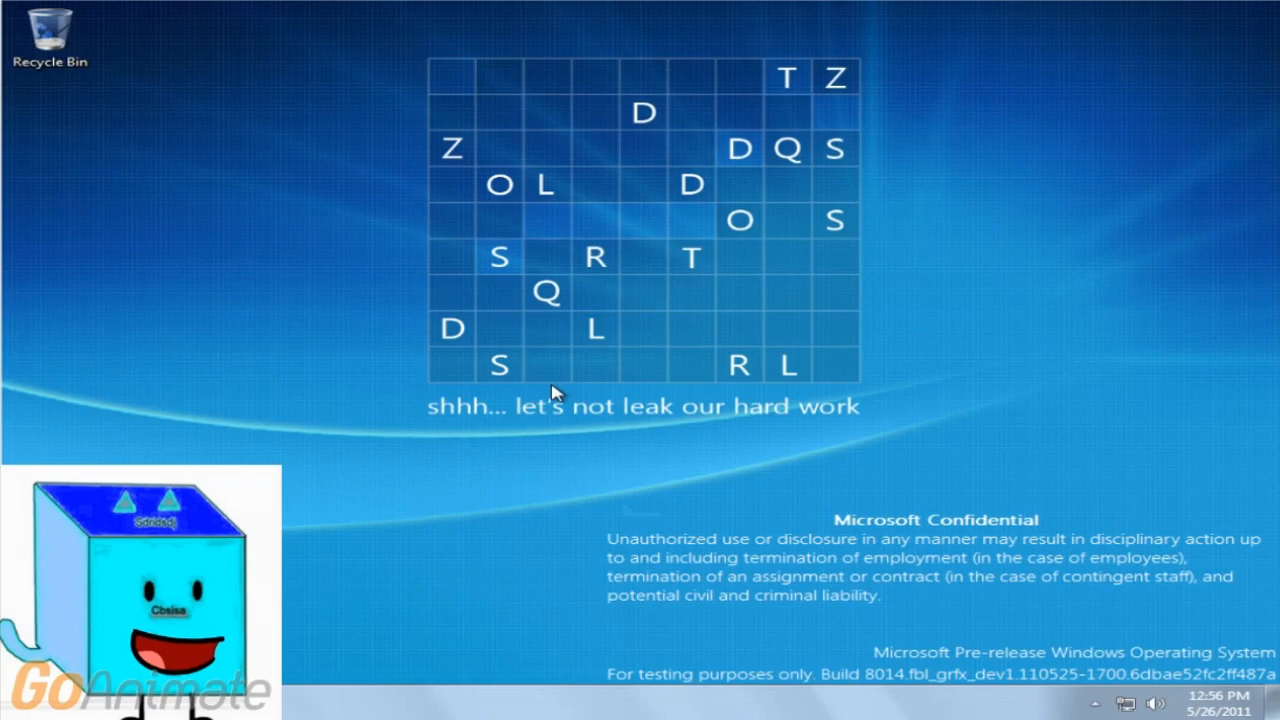 Recycle Bin
T Z
D
Z D Q S
O L D
O S
S R T
Q
D L
S R L
shhh... let's not leak our hard work
Microsoft Confidential
Unauthorized use or disclosure in any manner may result in disciplinary action up
to and including termination of employment (in the case of employees),
termination of an assignment or contract (in the case of contingent staff), and
potential civil and criminal liability.
Microsoft Pre-release Windows Operating System
For testing purposes only. Build 8014.fbl_grfx_dev1.110525-1700.6dbae52fc2ff487a
Cbsisa
GoAnimate
12:56 PM
5/26/2011